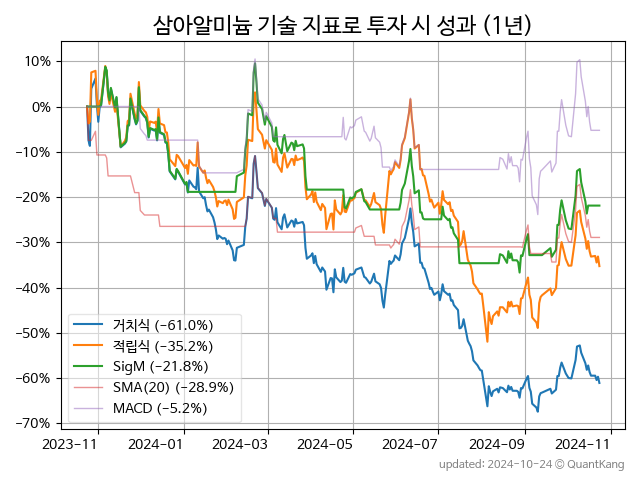 삼아알미늄 기술 지표로 투자 시 성과 (1년)
10%
0%
−10%
−20%
−30%
−40%
−50%
−60%
−70%
거치식 (−61.0%)
적립식 (−35.2%)
SigM (−21.8%)
SMA(20) (−28.9%)
MACD (−5.2%)
2023-11 2024-01 2024-03 2024-05 2024-07 2024-09 2024-11
updated: 2024-10-24 © QuantKang